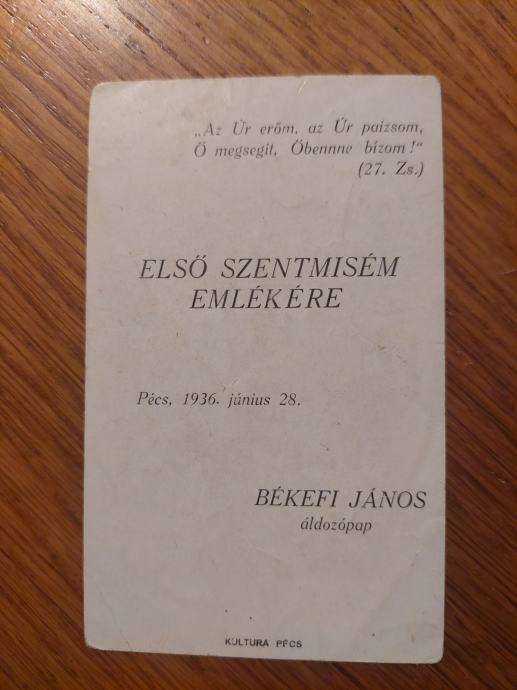 „Az Úr erőm, az Úr paizsom,
Ő megsegít, Őbennne bízom!“
(27. Zs.)
ELSŐ SZENTMISÉM
EMLÉKÉRE
Pécs, 1936. június 28.
BÉKEFI JÁNOS
áldozópap
KULTURA PÉCS